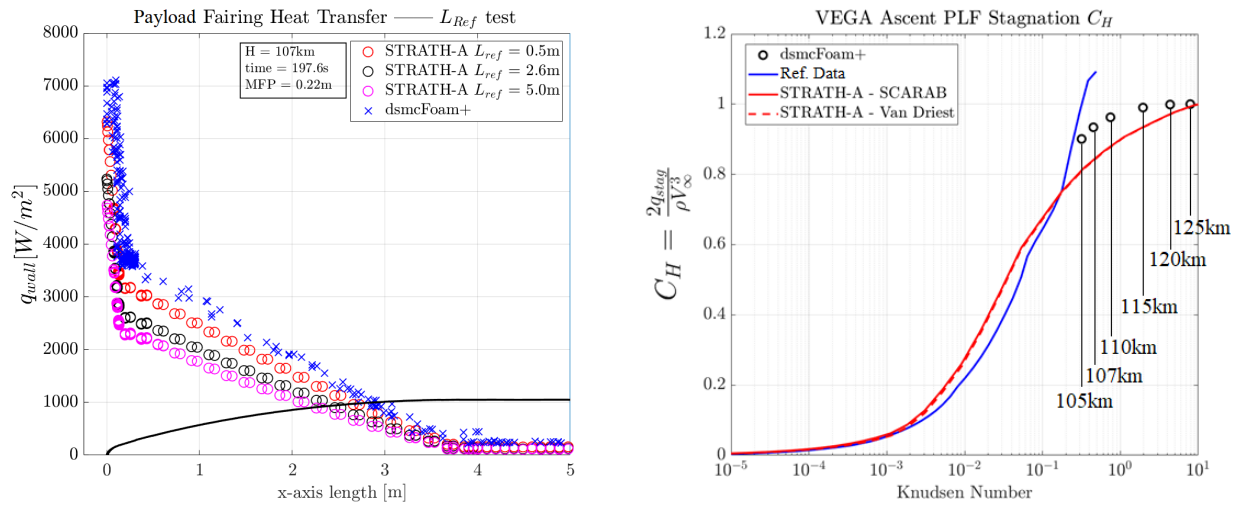 Payload Fairing Heat Transfer —— L_Ref test
H = 107km
time = 197.6s
MFP = 0.22m
STRATH-A L_ref = 0.5m
STRATH-A L_ref = 2.6m
STRATH-A L_ref = 5.0m
dsmcFoam+
8000
7000
6000
5000
4000
3000
2000
1000
0
q_wall [W/m²]
0 1 2 3 4 5
x-axis length [m]
VEGA Ascent PLF Stagnation C_H
dsmcFoam+
Ref. Data
STRATH-A - SCARAB
STRATH-A - Van Driest
1.2
1
0.8
0.6
0.4
0.2
0
C_H = 2q_stag / ρV_∞³
125km
120km
115km
110km
107km
105km
10⁻⁵ 10⁻⁴ 10⁻³ 10⁻² 10⁻¹ 10⁰ 10¹
Knudsen Number